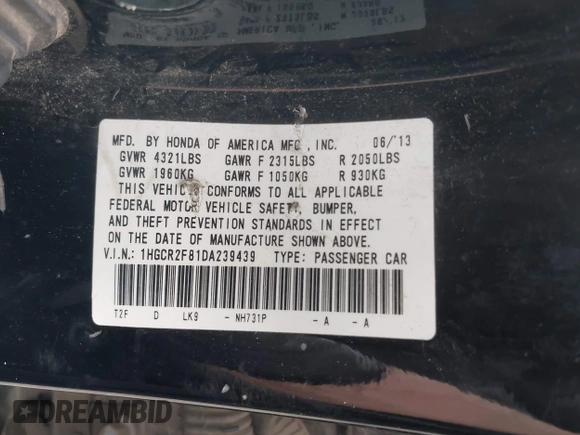 MFD. BY HONDA OF AMERICA MFG., INC. 06/'13
GVWR 4321LBS GAWR F 2315LBS R 2050LBS
GVWR 1960KG GAWR F 1050KG R 930KG
THIS VEHICLE CONFORMS TO ALL APPLICABLE
FEDERAL MOTOR VEHICLE SAFETY, BUMPER,
AND THEFT PREVENTION STANDARDS IN EFFECT
ON THE DATE OF MANUFACTURE SHOWN ABOVE.
V.I.N.: 1HGCR2F81DA239439 TYPE: PASSENGER CAR
T2F D LK9 - NH731P - A - A
DREAMBID